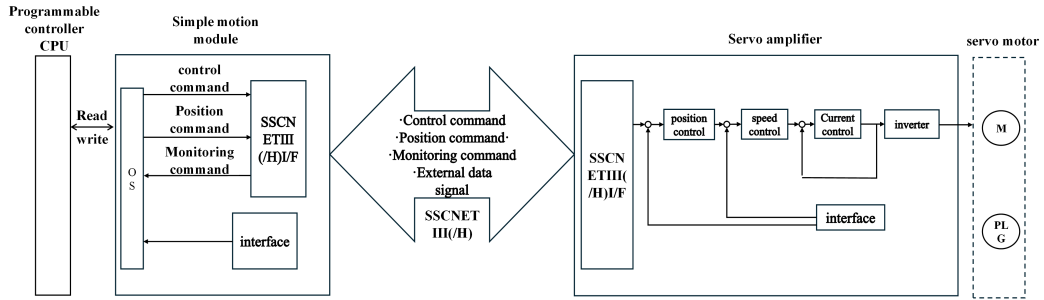 Programmable
controller
CPU
Simple motion
module
Servo amplifier
servo motor
control
command
Position
command
Monitoring
command
Read
write
OS
SSCN
ETIII
(/H)I/F
interface
·Control command
·Position command·
·Monitoring command
·External data
signal
SSCNET
III(/H)
SSCN
ETIII(
/H)I/F
position
control
speed
control
Current
control
inverter
interface
M
PL
G